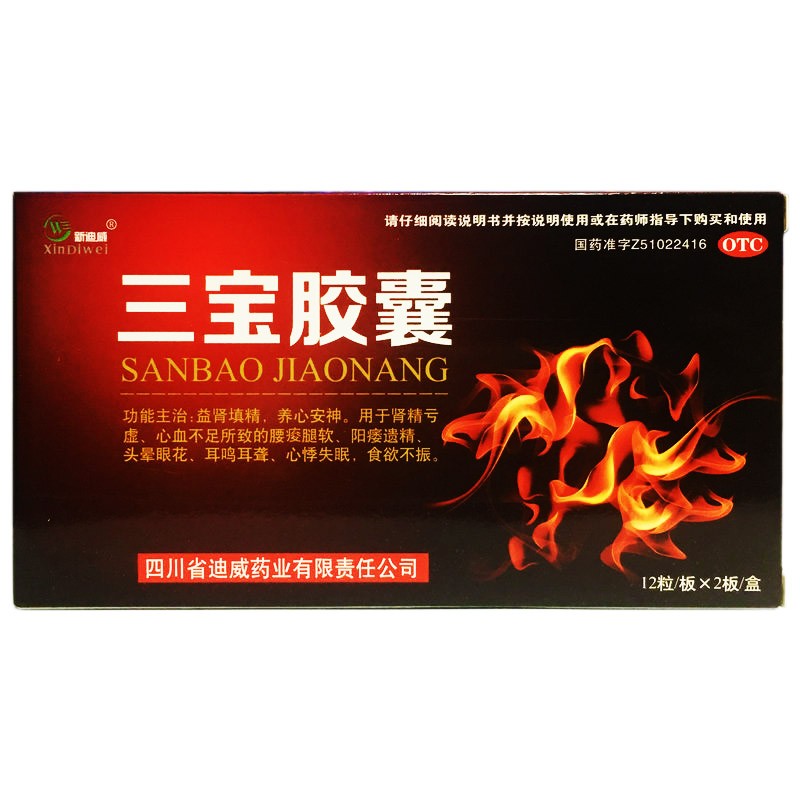 新迪威®
XinDiwei
请仔细阅读说明书并按说明使用或在药师指导下购买和使用
国药准字Z51022416 OTC
三宝胶囊
SANBAO JIAONANG
功能主治:益肾填精,养心安神。用于肾精亏
虚、心血不足所致的腰痠腿软、阳痿遗精、
头晕眼花、耳鸣耳聋、心悸失眠,食欲不振。
四川省迪威药业有限责任公司
12粒/板×2板/盒